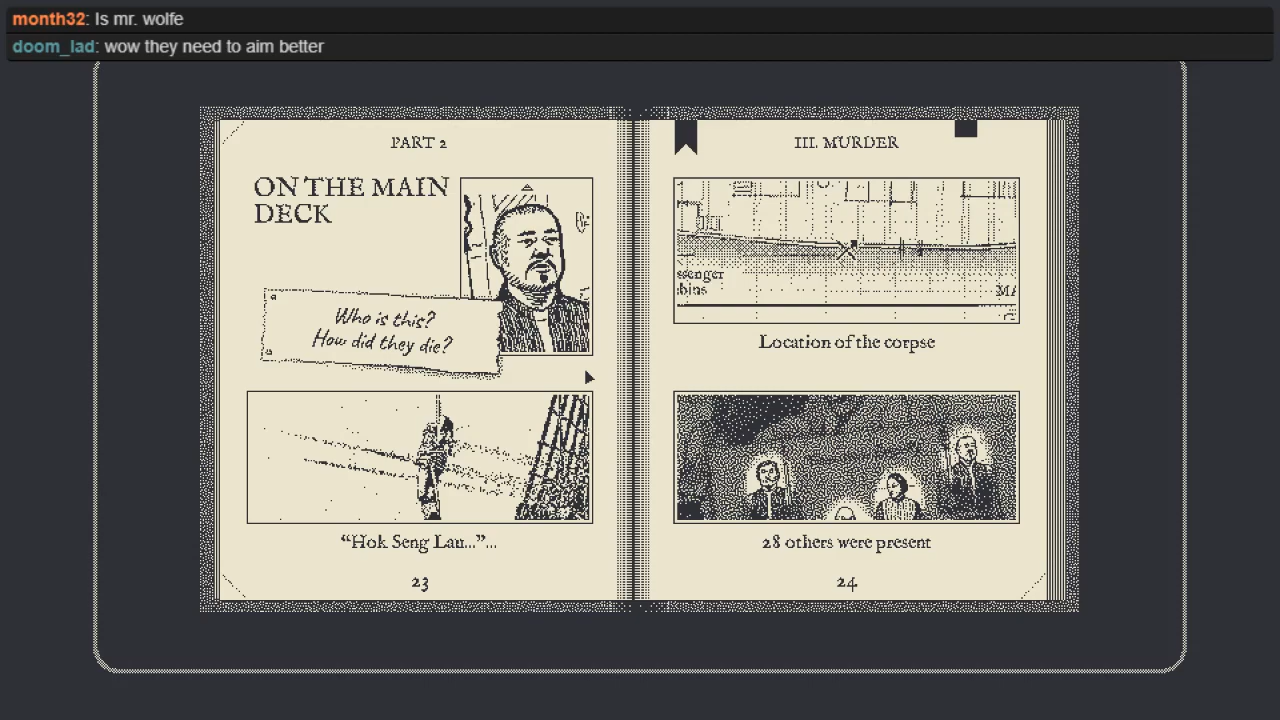 month32: Is mr. wolfe
doom_lad: wow they need to aim better
PART 2
ON THE MAIN
DECK
Who is this?
How did they die?
"Hok Seng Lau..."...
23
III. MURDER
ssenger
bins
Location of the corpse
28 others were present
24